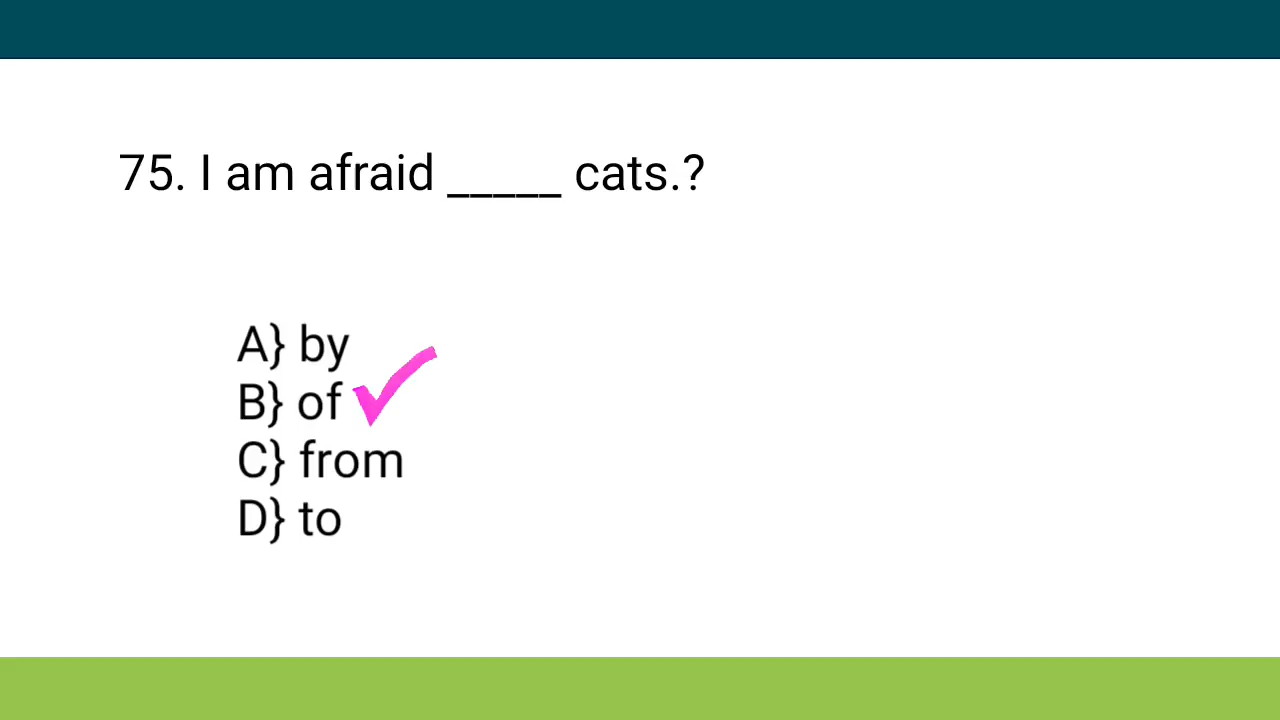 75. I am afraid _____ cats.?
A} by
B} of
C} from
D} to